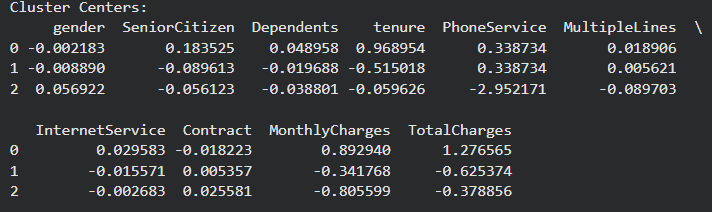 Cluster Centers:
gender SeniorCitizen Dependents tenure PhoneService MultipleLines \
0 -0.002183 0.183525 0.048958 0.968954 0.338734 0.018906
1 -0.008890 -0.089613 -0.019688 -0.515018 0.338734 0.005621
2 0.056922 -0.056123 -0.038801 -0.059626 -2.952171 -0.089703
InternetService Contract MonthlyCharges TotalCharges
0 0.029583 -0.018223 0.892940 1.276565
1 -0.015571 0.005357 -0.341768 -0.625374
2 -0.002683 0.025581 -0.805599 -0.378856